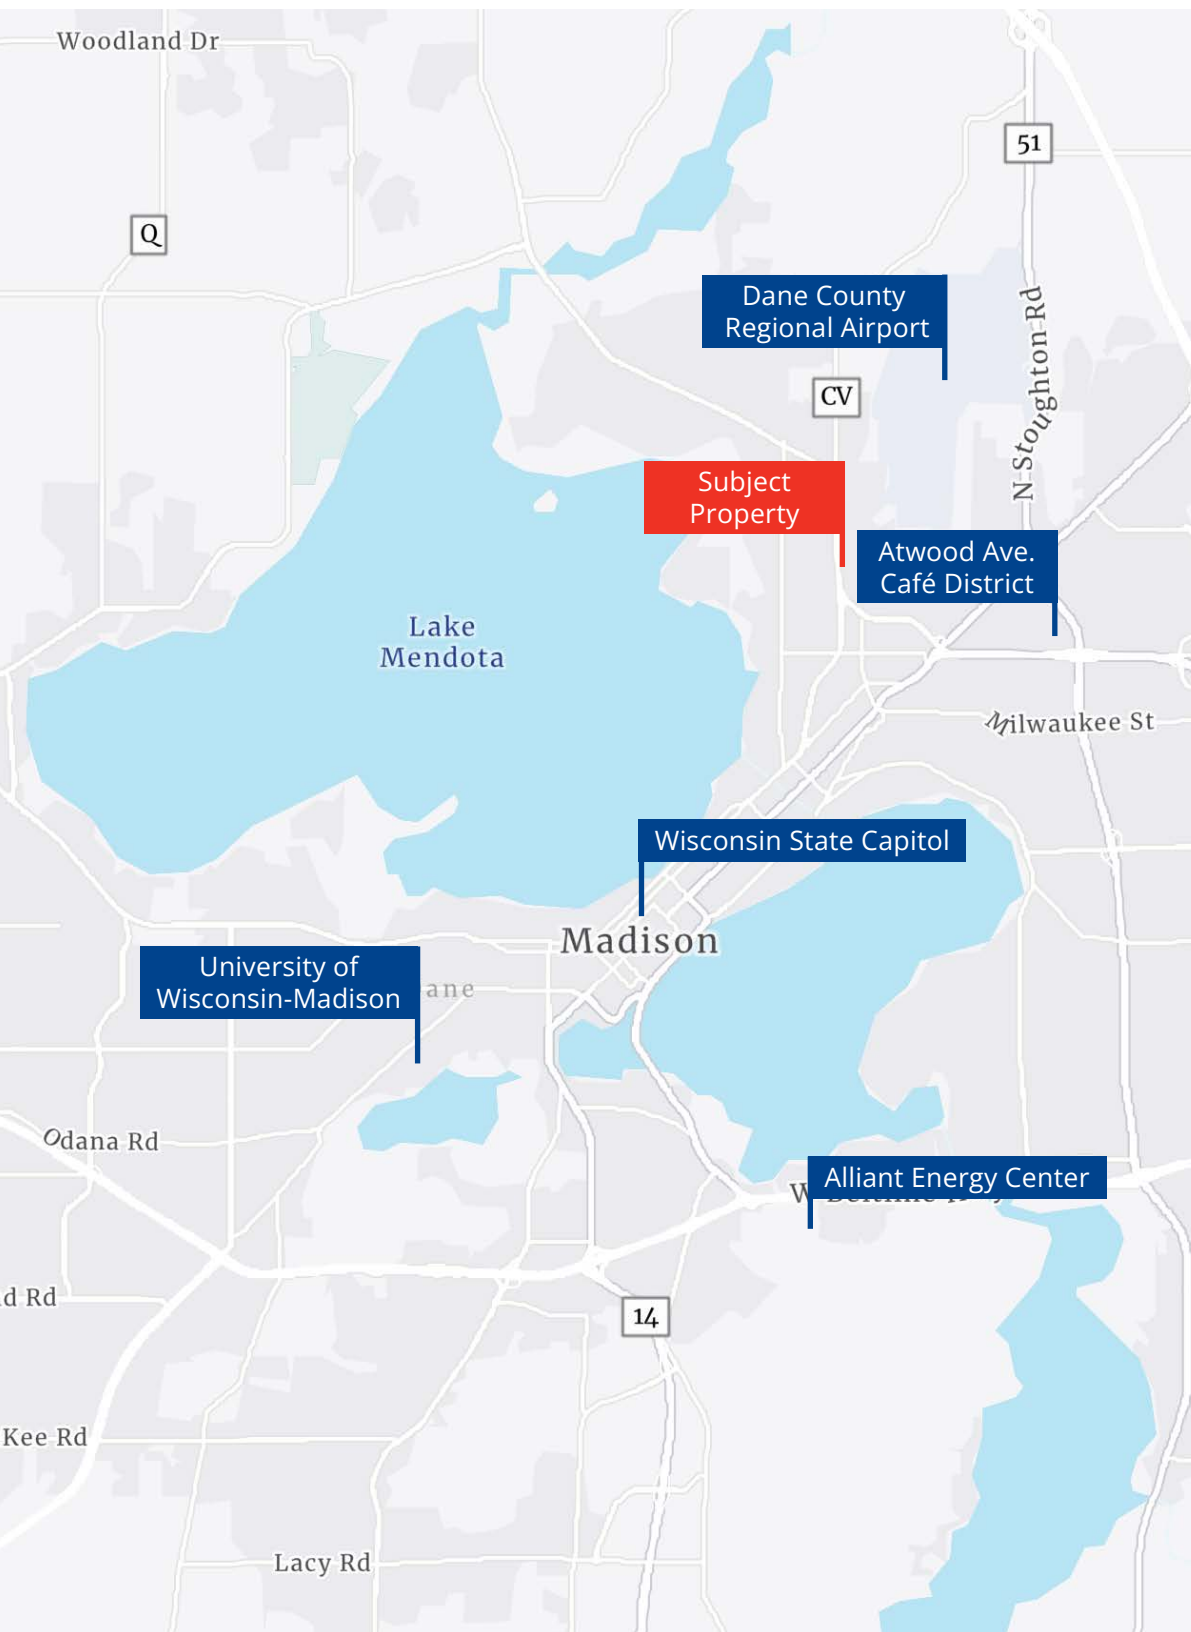 Woodland Dr
51
Q
Dane County
Regional Airport
N Stoughton Rd
CV
Subject
Property
Atwood Ave.
Café District
Lake
Mendota
Milwaukee St
Wisconsin State Capitol
Madison
University of
Wisconsin-Madison
ane
Odana Rd
Alliant Energy Center
W
d Rd
14
Kee Rd
Lacy Rd